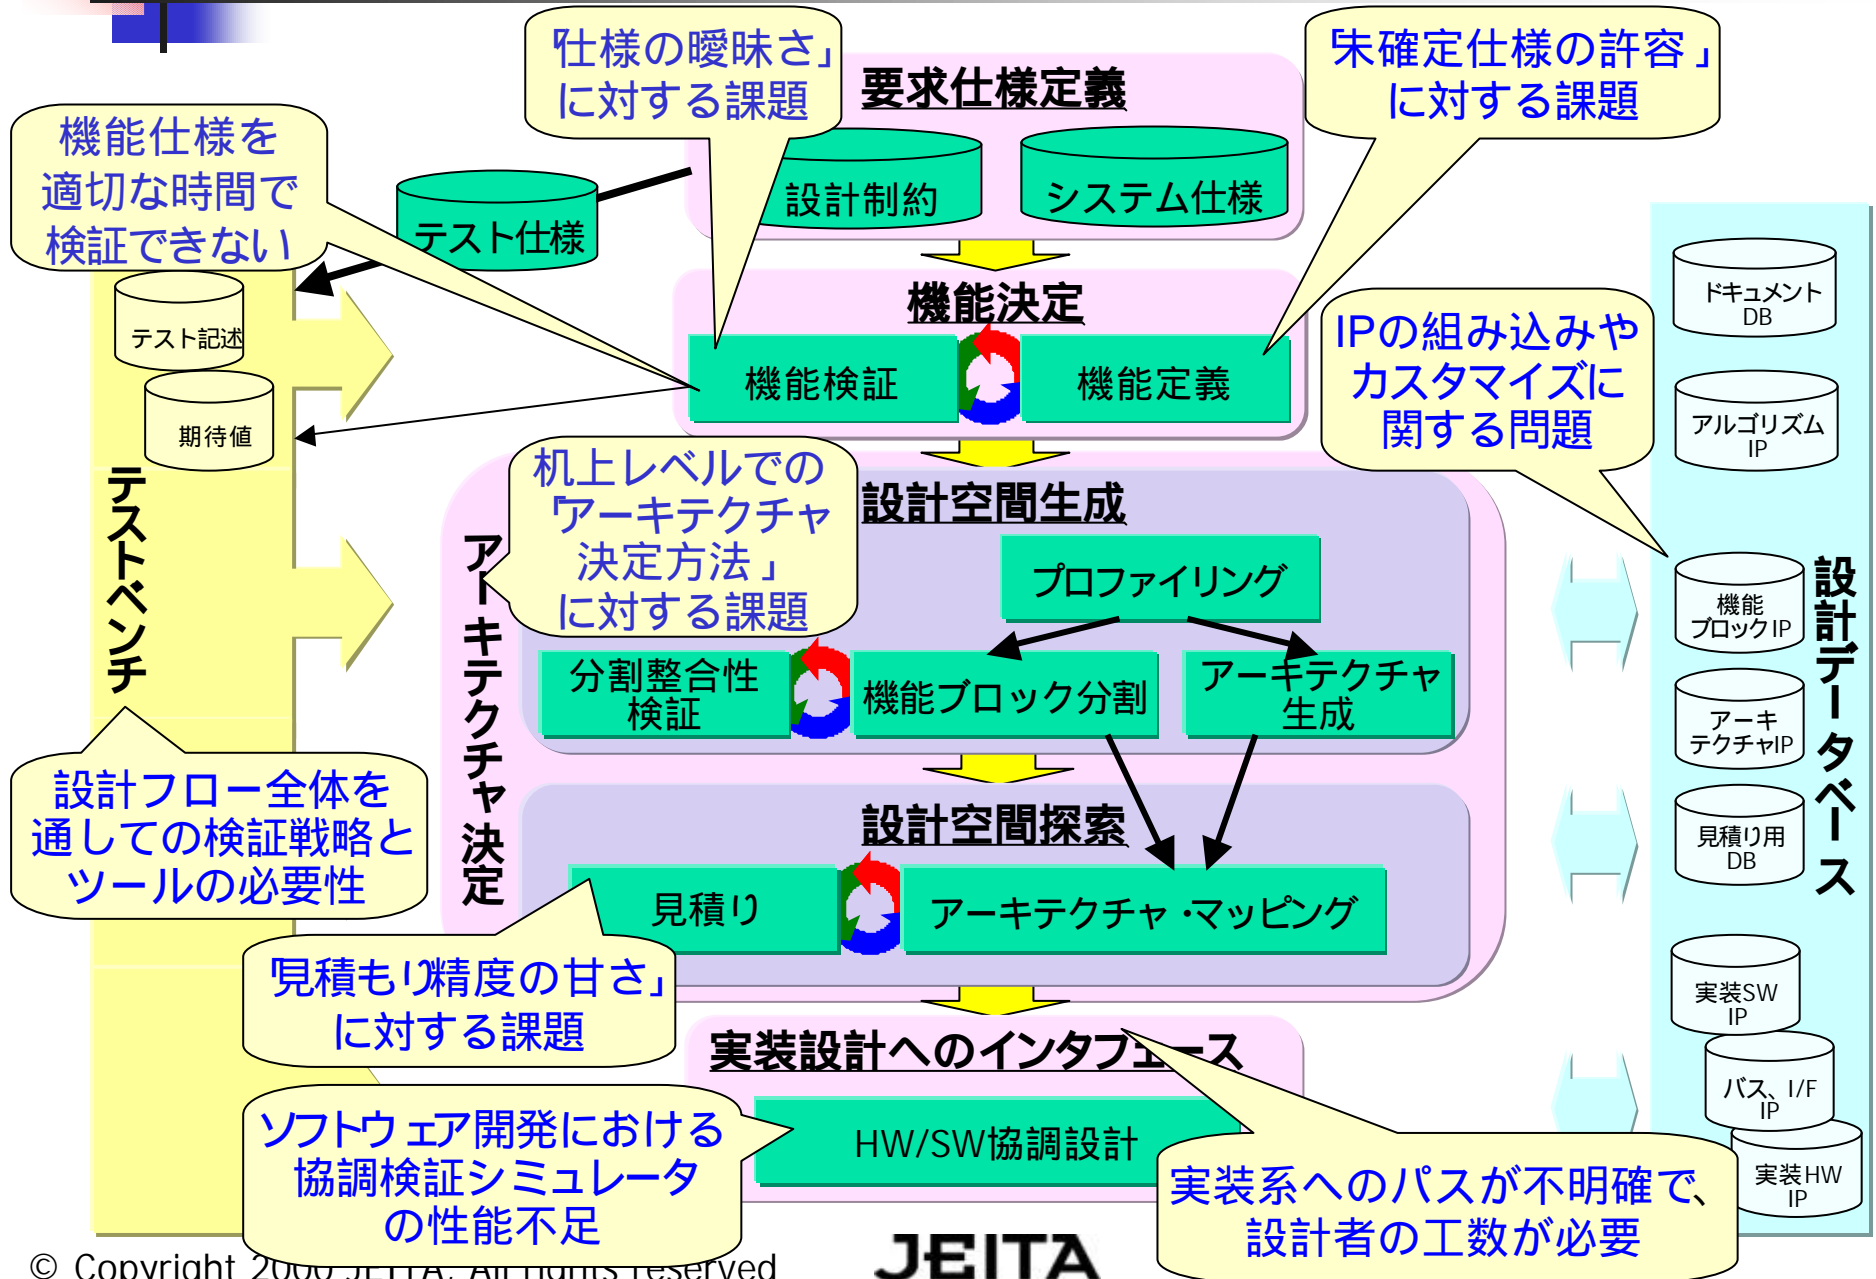 「仕様の曖昧さ」
に対する課題
要求仕様定義
「未確定仕様の許容」
に対する課題
機能仕様を
適切な時間で
検証できない
テスト仕様
設計制約
システム仕様
機能決定
機能検証
機能定義
テスト記述
期待値
テストベンチ
IPの組み込みや
カスタマイズに
関する問題
ドキュメント
DB
アルゴリズム
IP
机上レベルでの
「アーキテクチャ
決定方法」
に対する課題
設計空間生成
アーキテクチャ決定
プロファイリング
分割整合性
検証
機能ブロック分割
アーキテクチャ
生成
機能
ブロックIP
アーキ
テクチャIP
設計データベース
設計フロー全体を
通しての検証戦略と
ツールの必要性
設計空間探索
見積り
アーキテクチャ・マッピング
見積り用
DB
「見積もり精度の甘さ」
に対する課題
実装設計へのインタフェース
実装SW
IP
バス、I/F
IP
実装HW
IP
ソフトウェア開発における
協調検証シミュレータ
の性能不足
HW/SW協調設計
実装系へのパスが不明確で、
設計者の工数が必要
© Copyright 2000 JEITA. All rights reserved
JEITA